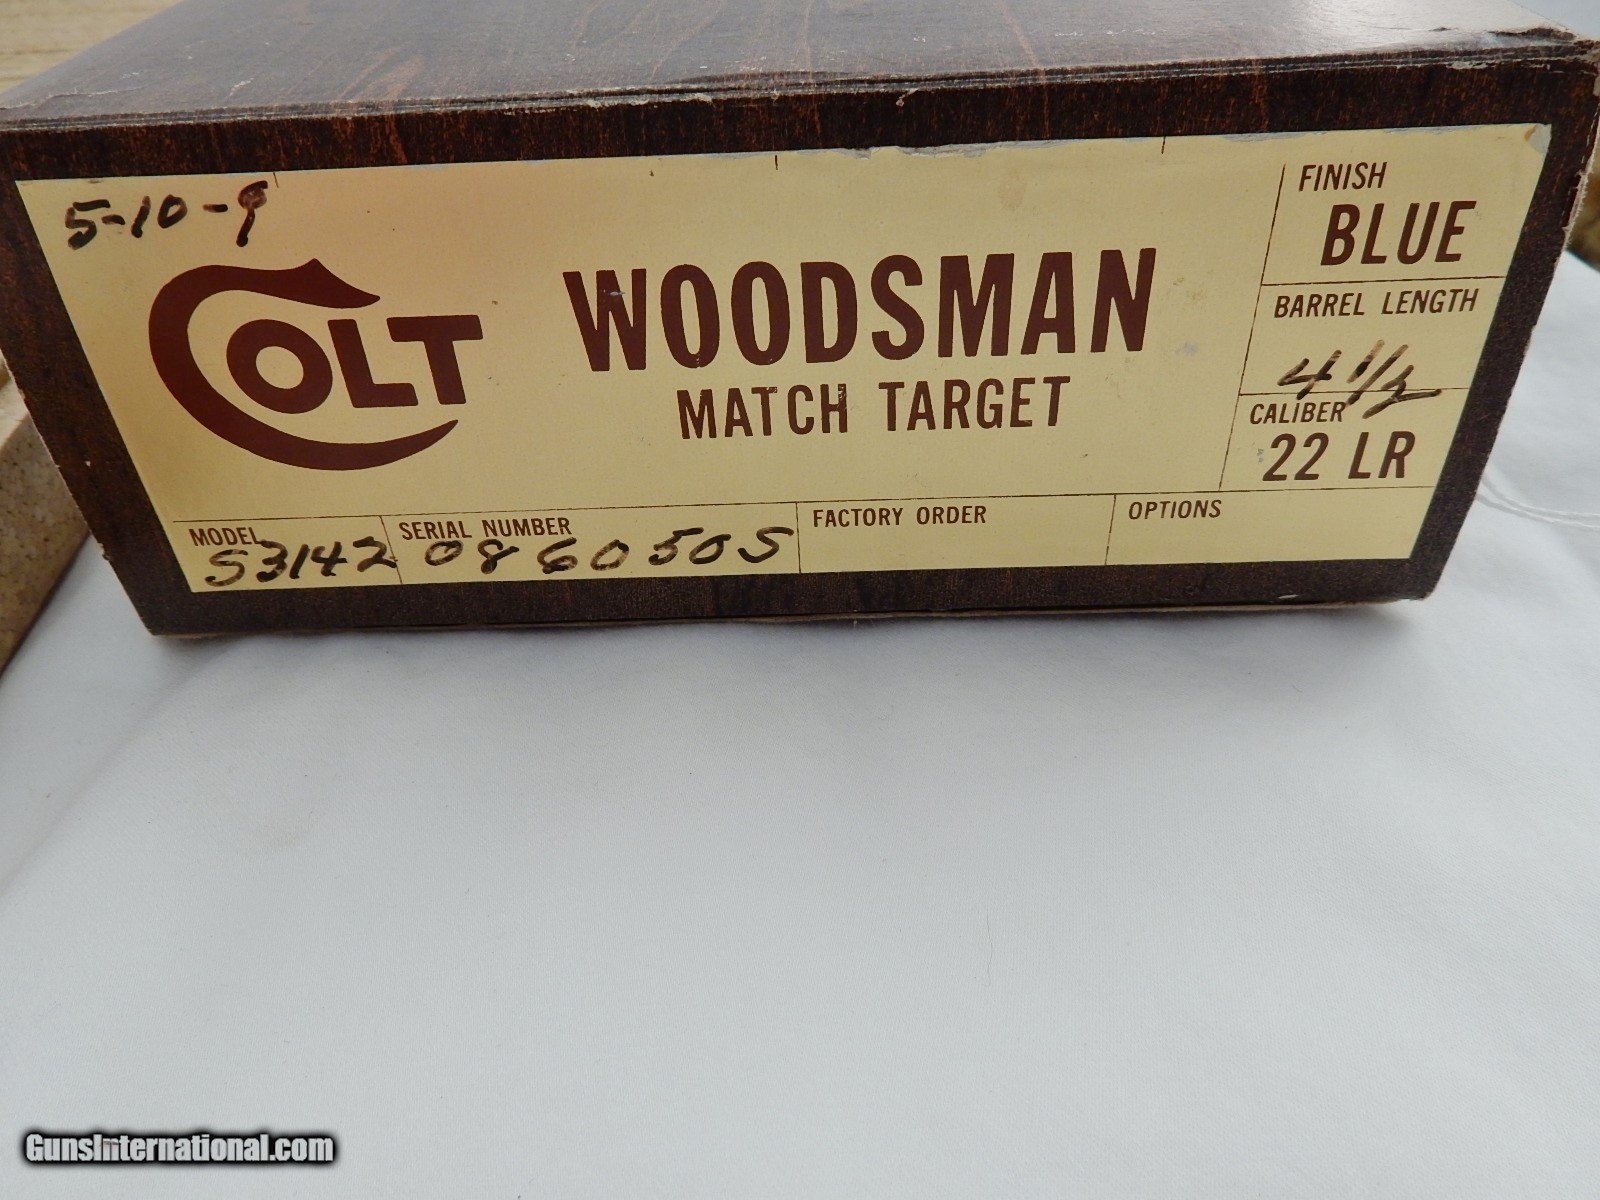 5-10-9
COLT
WOODSMAN
MATCH TARGET
FINISH
BLUE
BARREL LENGTH
4 1/2
CALIBER
22 LR
MODEL
S3142
SERIAL NUMBER
086050S
FACTORY ORDER
OPTIONS
GunsInternational.com